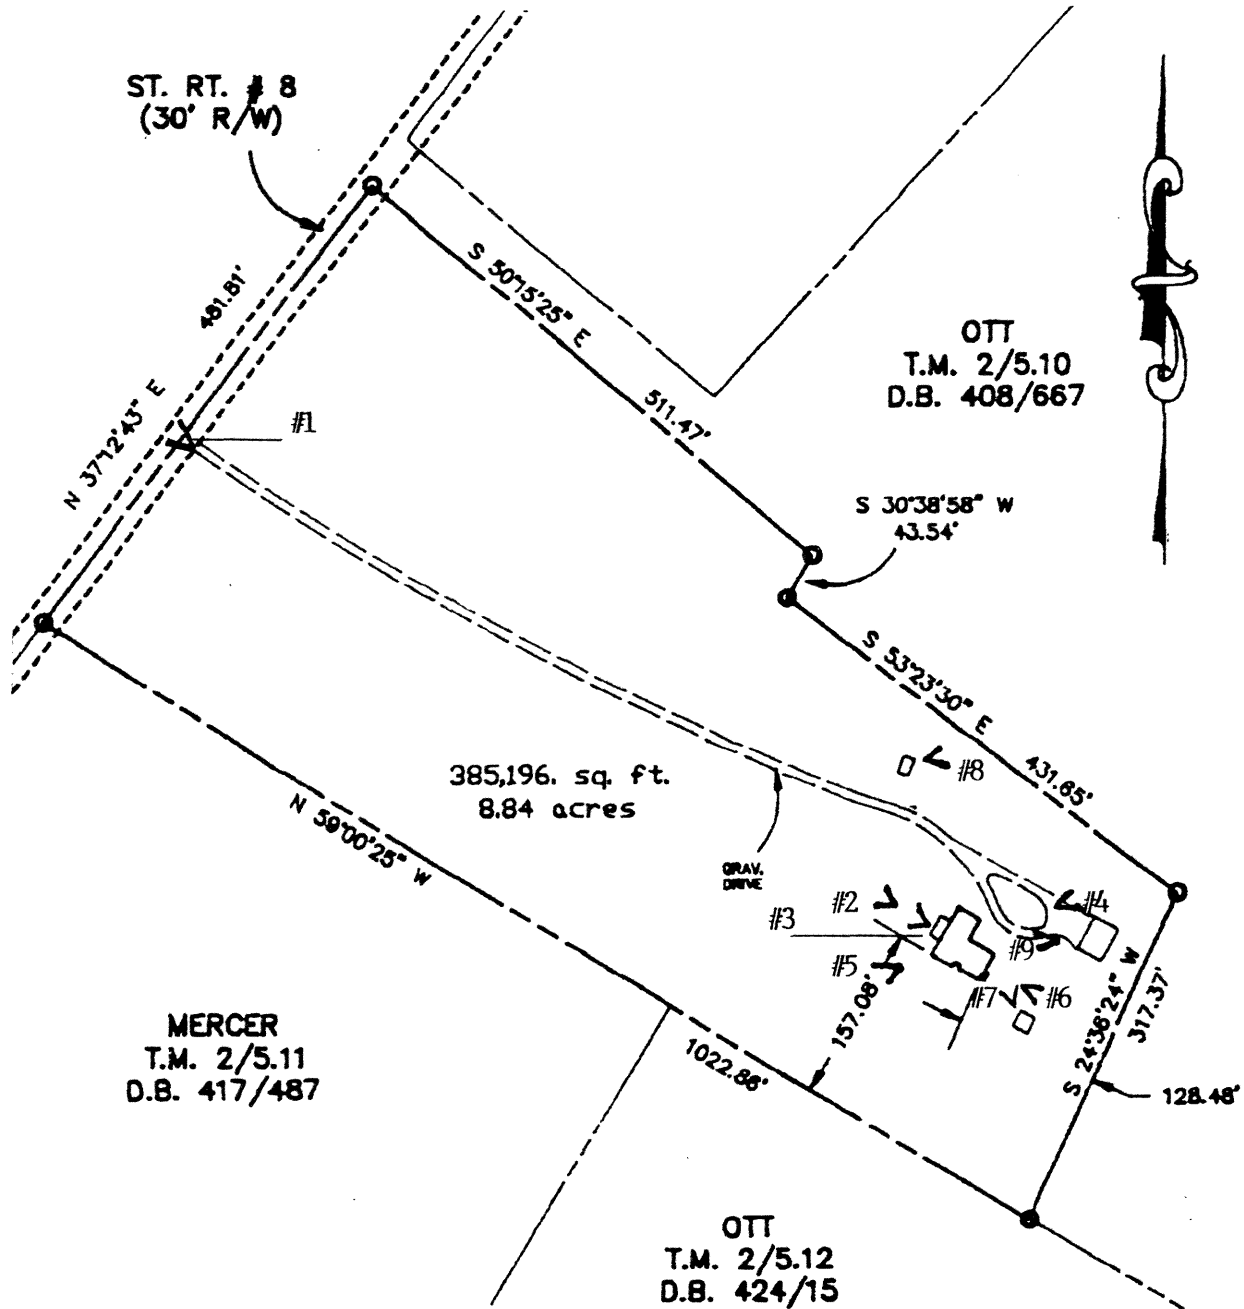 ST. RT. # 8
(30' R/W)
481.81'
N 37°12'43" E
#1
S 50°15'25" E
511.47'
OTT
T.M. 2/5.10
D.B. 408/667
S 30°38'58" W
43.54'
S 53°23'30" E
431.65'
#8
385,196. sq. ft.
8.84 acres
N 59°00'25" W
GRAV.
DRIVE
#2
#4
#3
#9
#5
#7
#6
157.08'
S 24°36'24" W
317.37'
128.48'
MERCER
T.M. 2/5.11
D.B. 417/487
1022.86'
OTT
T.M. 2/5.12
D.B. 424/15